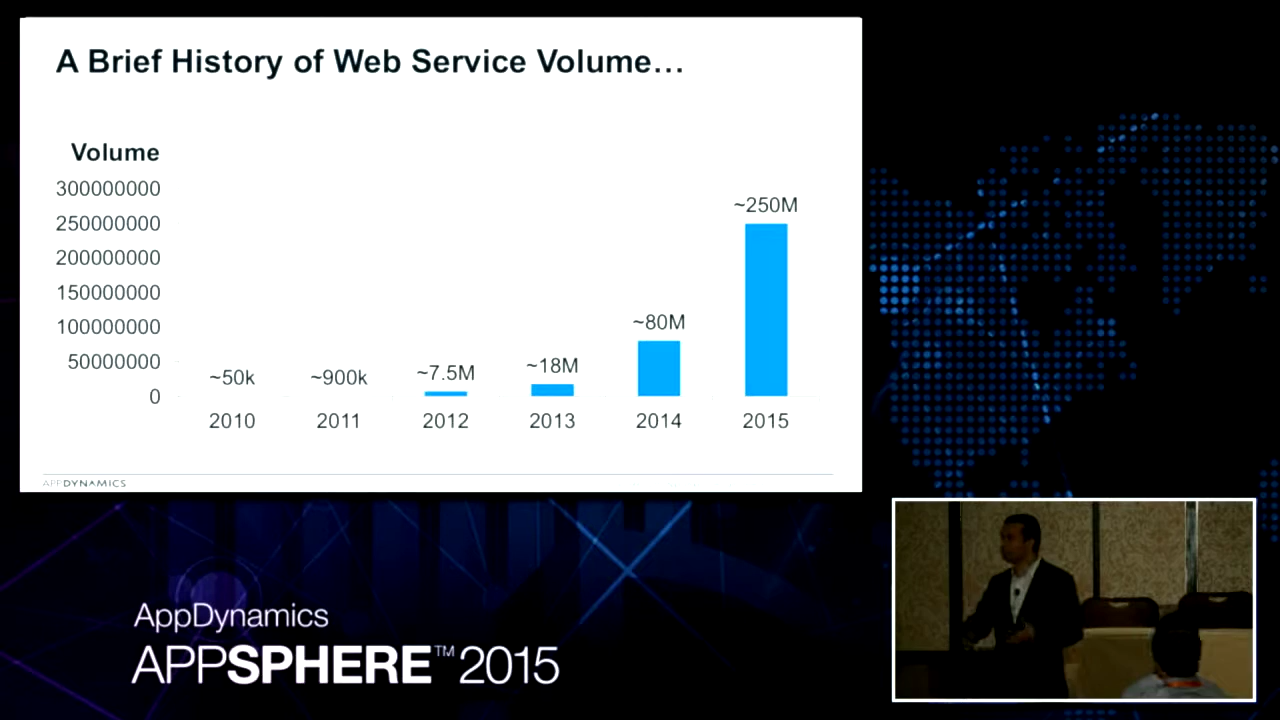 A Brief History of Web Service Volume…
Volume
300000000
250000000
200000000
150000000
100000000
50000000
0
~50k
~900k
~7.5M
~18M
~80M
~250M
2010 2011 2012 2013 2014 2015
APPDYNAMICS
AppDynamics
APPSPHERE™ 2015